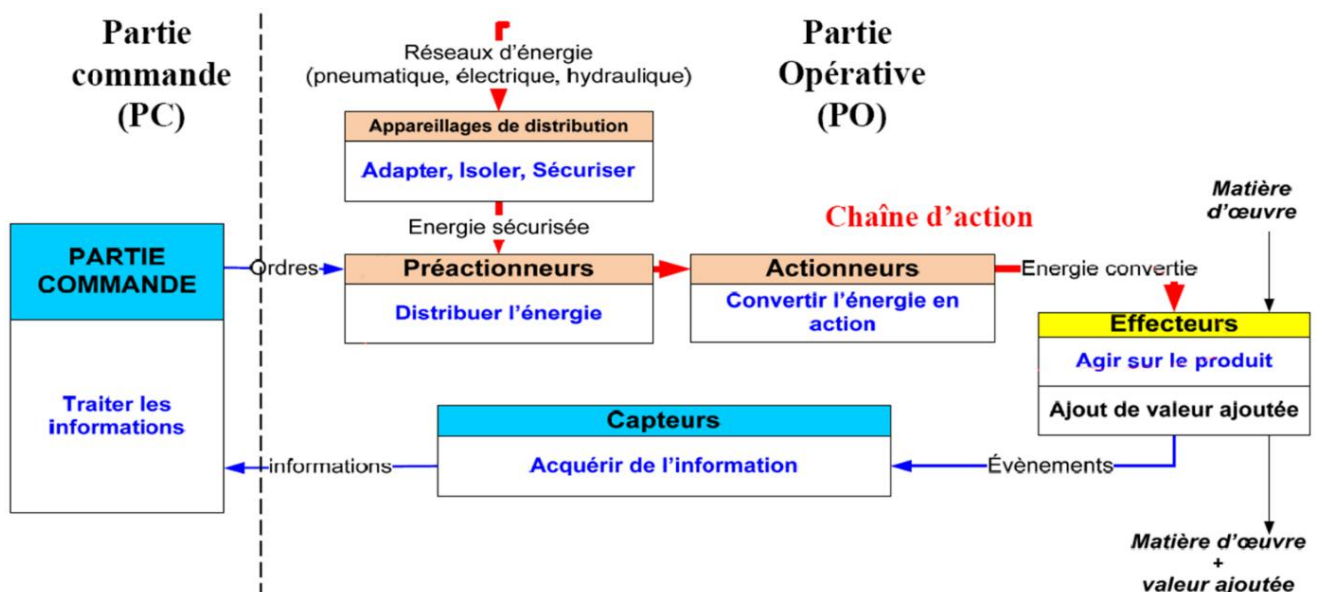 Partie
commande
(PC)
Réseaux d'énergie
(pneumatique, électrique, hydraulique)
Partie
Opérative
(PO)
Appareillages de distribution
Adapter, Isoler, Sécuriser
Energie sécurisée
Chaîne d'action
Matière
d'œuvre
PARTIE
COMMANDE
Traiter les
informations
Ordres
Préactionneurs
Distribuer l'énergie
Actionneurs
Convertir l'énergie en
action
Energie convertie
Effecteurs
Agir sur le produit
Ajout de valeur ajoutée
Capteurs
Acquérir de l'information
informations
Évènements
Matière d'œuvre
+
valeur ajoutée